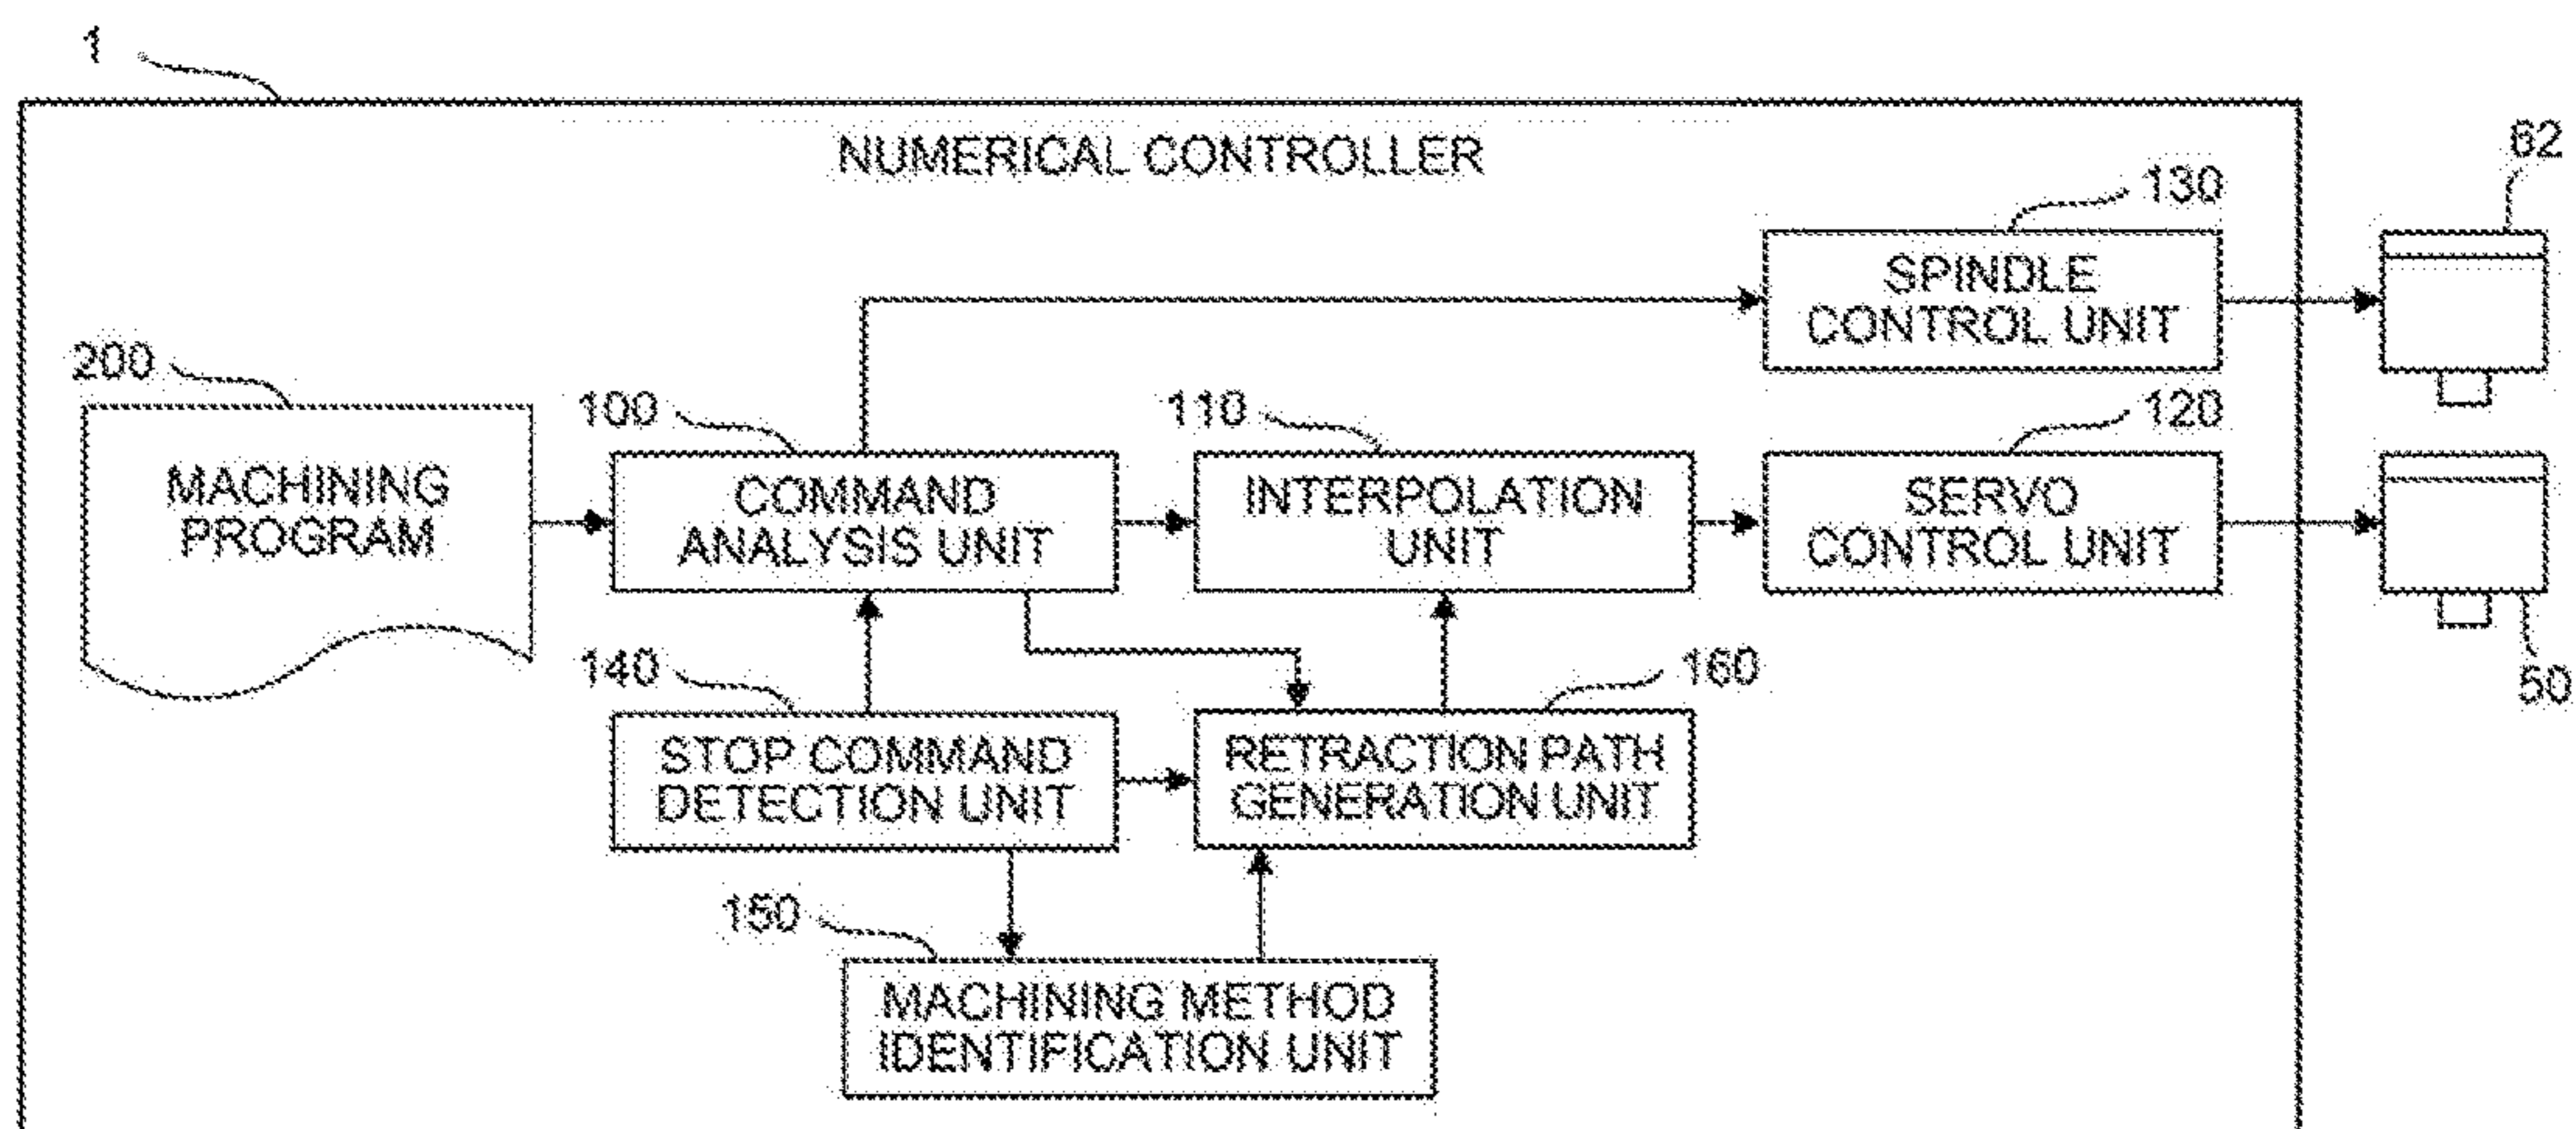 1
NUMERICAL CONTROLLER
62
130
SPINDLE
CONTROL UNIT
200
100
110
120
MACHINING
PROGRAM
COMMAND
ANALYSIS UNIT
INTERPOLATION
UNIT
SERVO
CONTROL UNIT
50
140
160
STOP COMMAND
DETECTION UNIT
RETRACTION PATH
GENERATION UNIT
150
MACHINING METHOD
IDENTIFICATION UNIT